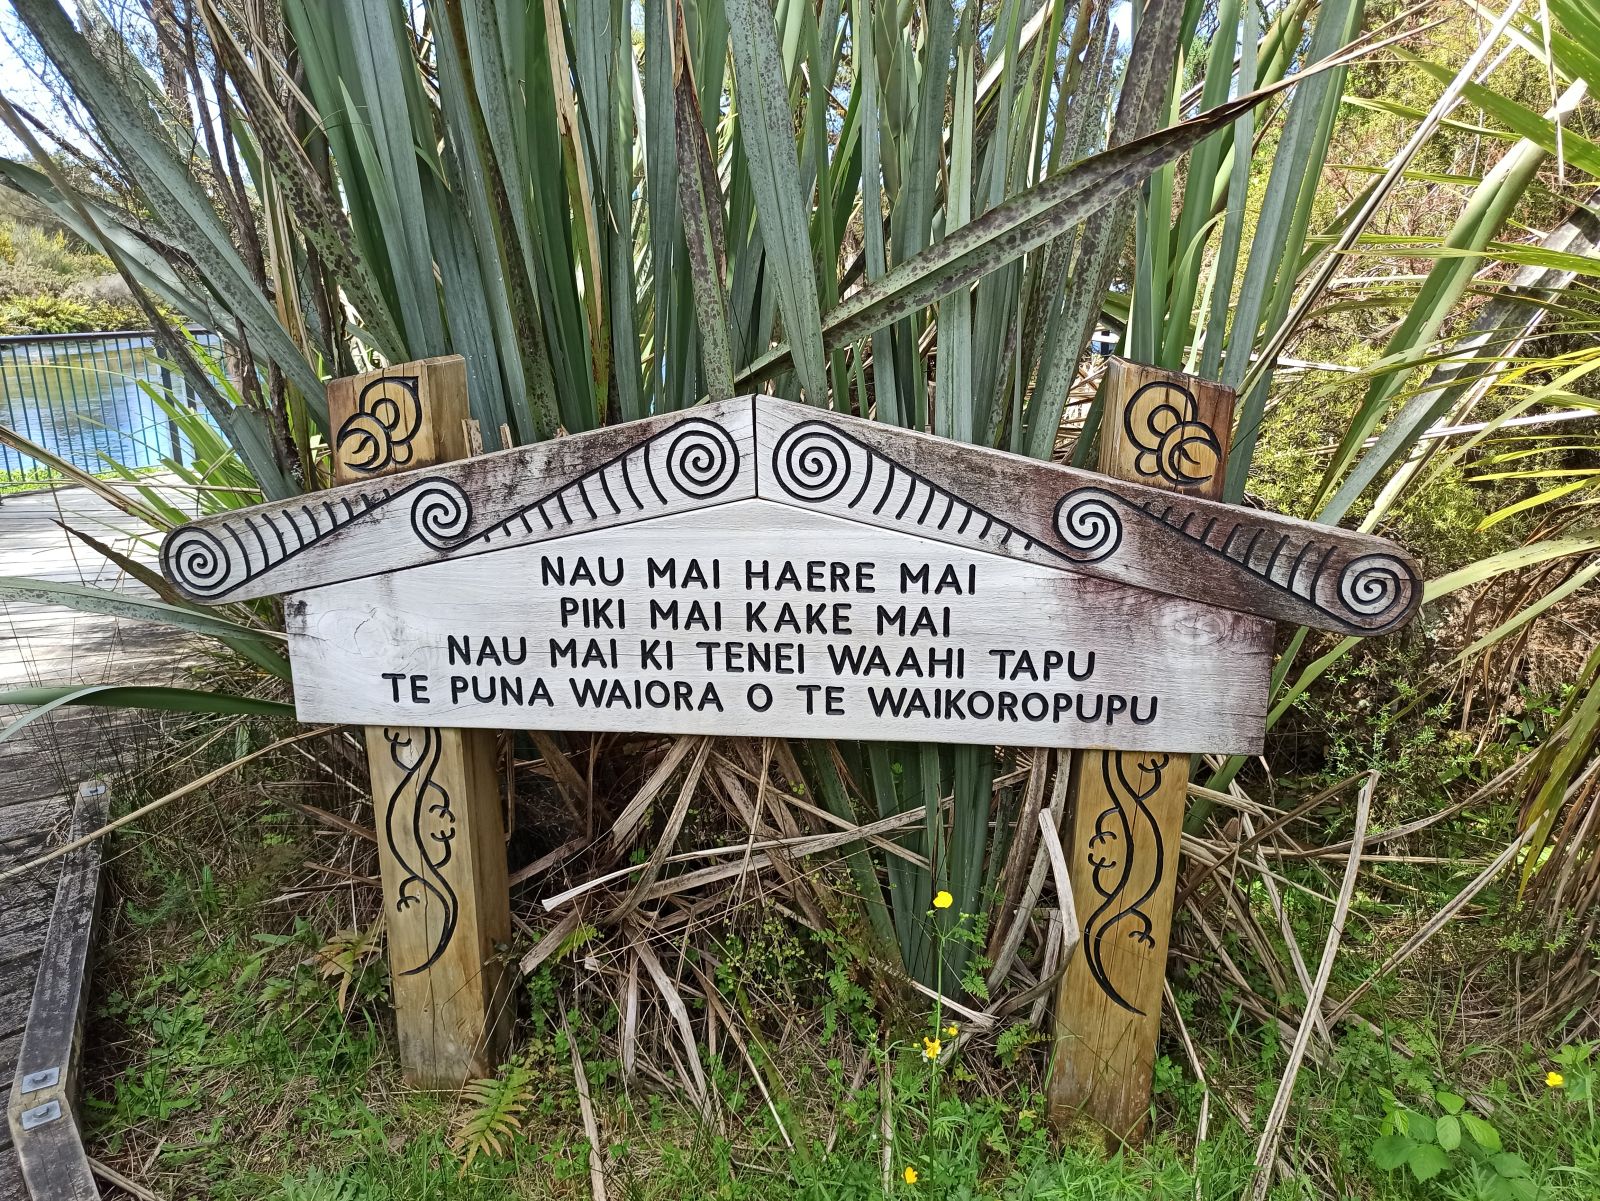 NAU MAI HAERE MAI
PIKI MAI KAKE MAI
NAU MAI KI TENEI WAAHI TAPU
TE PUNA WAIORA O TE WAIKOROPUPU